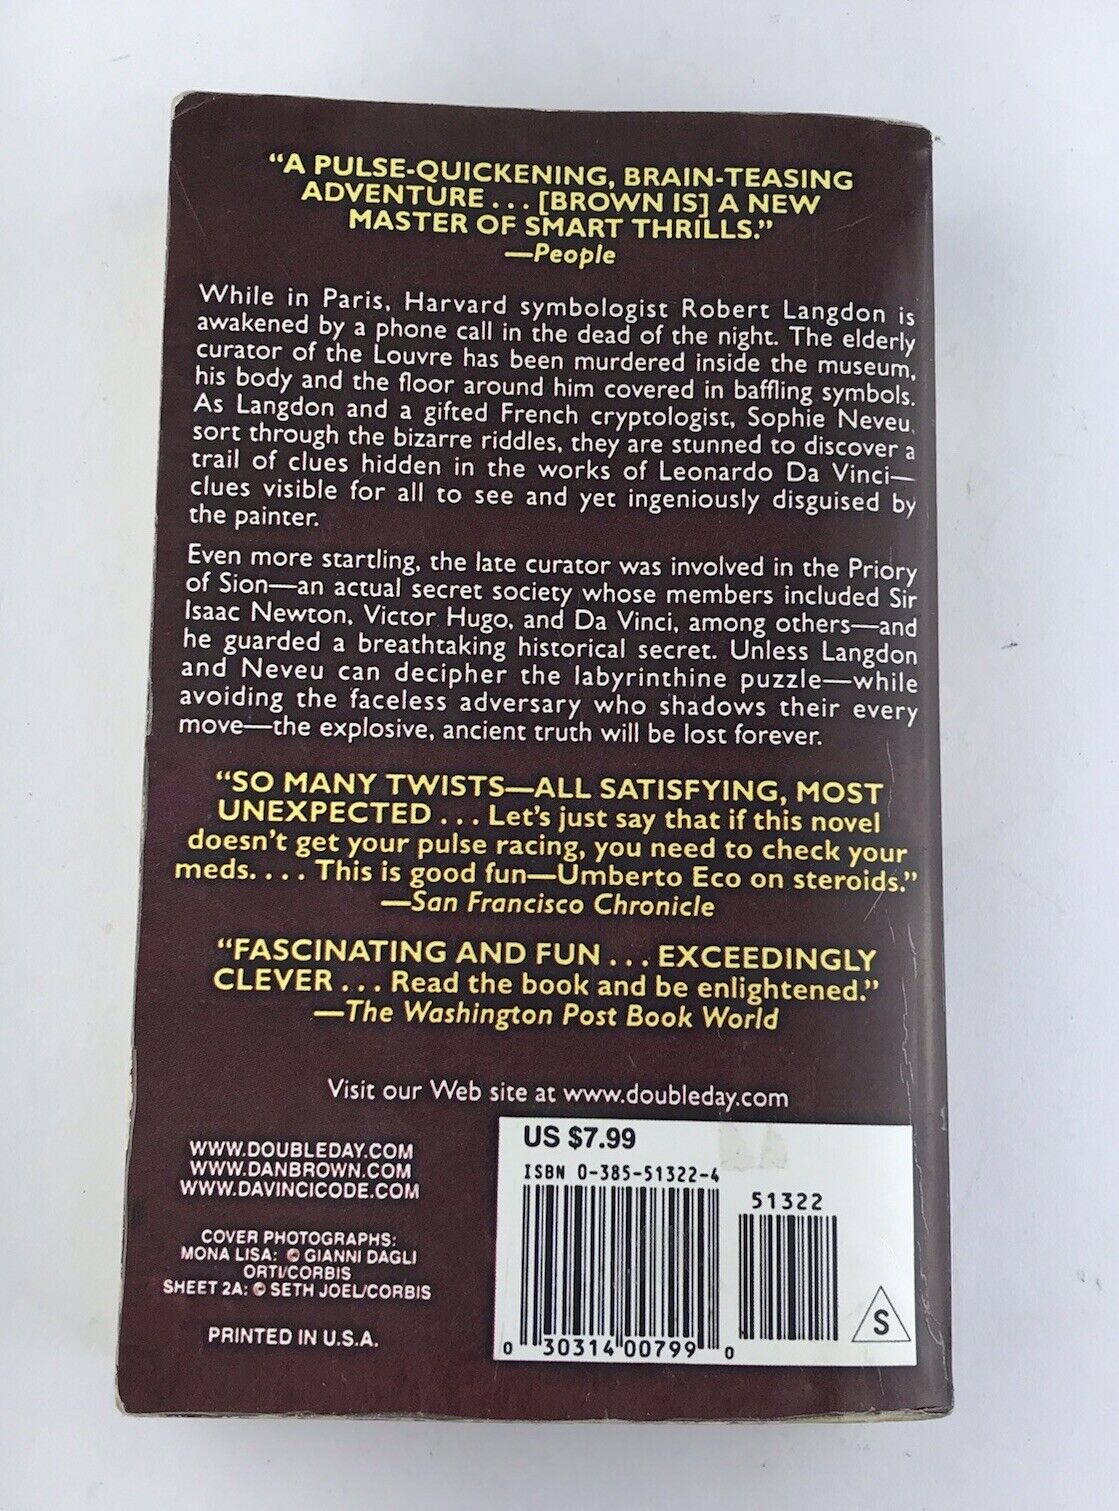 “A PULSE-QUICKENING, BRAIN-TEASING
ADVENTURE . . . [BROWN IS] A NEW
MASTER OF SMART THRILLS.”
—People
While in Paris, Harvard symbologist Robert Langdon is
awakened by a phone call in the dead of the night. The elderly
curator of the Louvre has been murdered inside the museum,
his body and the floor around him covered in baffling symbols.
As Langdon and a gifted French cryptologist, Sophie Neveu,
sort through the bizarre riddles, they are stunned to discover a
trail of clues hidden in the works of Leonardo Da Vinci—
clues visible for all to see and yet ingeniously disguised by
the painter.
Even more startling, the late curator was involved in the Priory
of Sion—an actual secret society whose members included Sir
Isaac Newton, Victor Hugo, and Da Vinci, among others—and
he guarded a breathtaking historical secret. Unless Langdon
and Neveu can decipher the labyrinthine puzzle—while
avoiding the faceless adversary who shadows their every
move—the explosive, ancient truth will be lost forever.
“SO MANY TWISTS—ALL SATISFYING, MOST
UNEXPECTED . . . Let’s just say that if this novel
doesn’t get your pulse racing, you need to check your
meds. . . . This is good fun—Umberto Eco on steroids.”
—San Francisco Chronicle
“FASCINATING AND FUN . . . EXCEEDINGLY
CLEVER . . . Read the book and be enlightened.”
—The Washington Post Book World
Visit our Web site at www.doubleday.com
WWW.DOUBLEDAY.COM
WWW.DANBROWN.COM
WWW.DAVINCICODE.COM
COVER PHOTOGRAPHS:
MONA LISA: © GIANNI DAGLI
ORTI/CORBIS
SHEET 2A: © SETH JOEL/CORBIS
PRINTED IN U.S.A.
US $7.99
ISBN 0-385-51322-4
51322
0 30314 00799 0
S